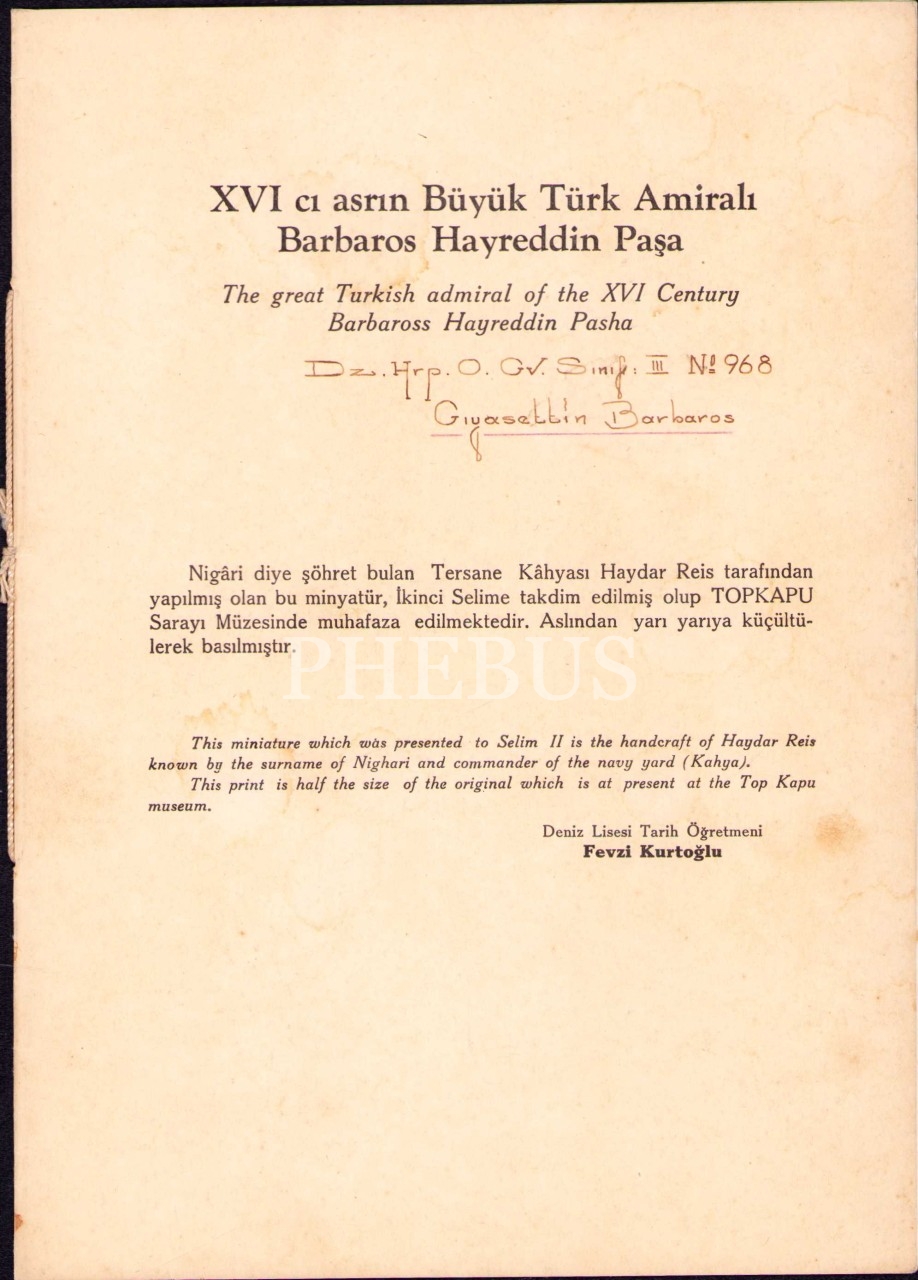 XVI cı asrın Büyük Türk Amiralı
Barbaros Hayreddin Paşa
The great Turkish admiral of the XVI Century
Barbaross Hayreddin Pasha
Dz. Hrp. O. Gv. Sınıf: III № 968
Gıyasettin Barbaros
Nigâri diye şöhret bulan Tersane Kâhyası Haydar Reis tarafından
yapılmış olan bu minyatür, İkinci Selime takdim edilmiş olup TOPKAPU
Sarayı Müzesinde muhafaza edilmektedir. Aslından yarı yarıya küçültü-
lerek basılmıştır.
PHEBUS
This miniature which was presented to Selim II is the handcraft of Haydar Reis
known by the surname of Nighari and commander of the navy yard (Kahya).
This print is half the size of the original which is at present at the Top Kapu
museum.
Deniz Lisesi Tarih Öğretmeni
Fevzi Kurtoğlu